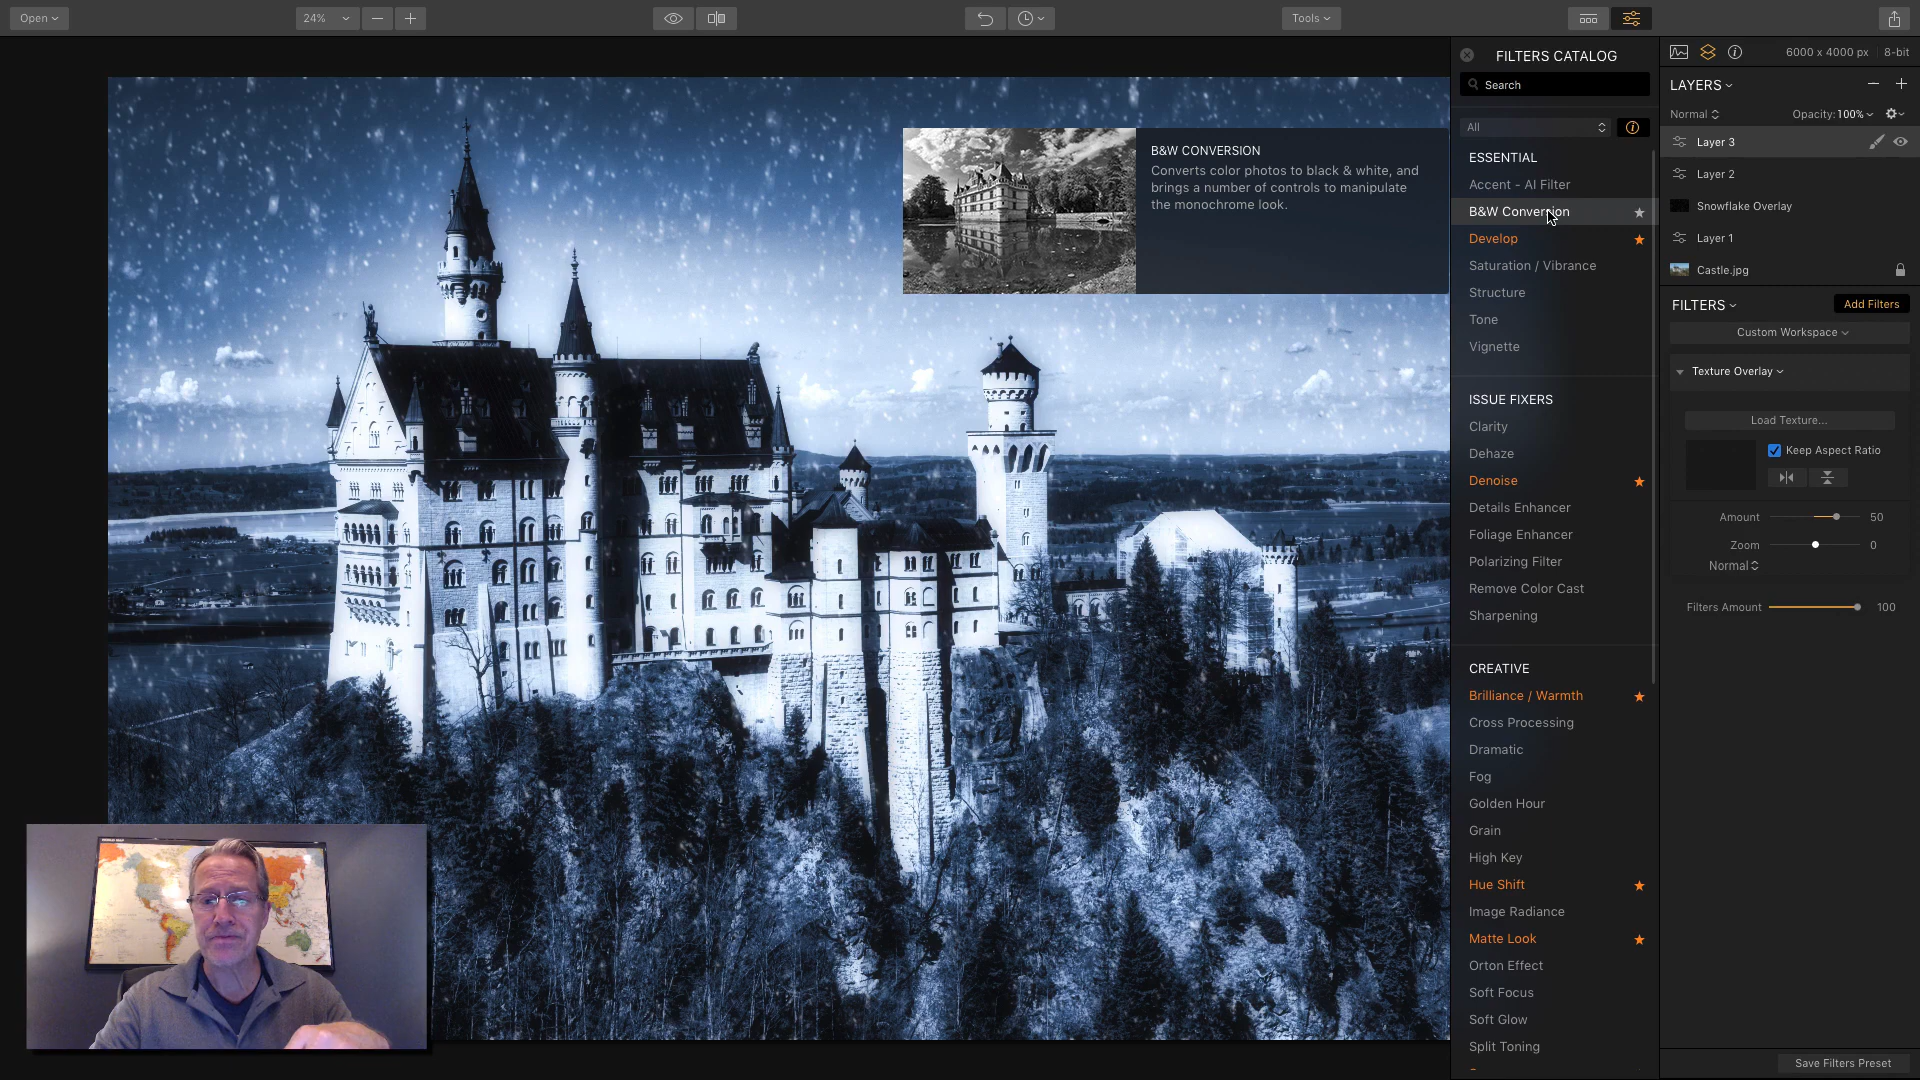 Open
24%
Tools
FILTERS CATALOG
Search
All
ESSENTIAL
Accent - AI Filter
B&W Conversion
Develop
Saturation / Vibrance
Structure
Tone
Vignette
ISSUE FIXERS
Clarity
Dehaze
Denoise
Details Enhancer
Foliage Enhancer
Polarizing Filter
Remove Color Cast
Sharpening
CREATIVE
Brilliance / Warmth
Cross Processing
Dramatic
Fog
Golden Hour
Grain
High Key
Hue Shift
Image Radiance
Matte Look
Orton Effect
Soft Focus
Soft Glow
Split Toning
B&W CONVERSION
Converts color photos to black & white, and
brings a number of controls to manipulate
the monochrome look.
6000 x 4000 px 8-bit
LAYERS
Normal Opacity: 100%
Layer 3
Layer 2
Snowflake Overlay
Layer 1
Castle.jpg
FILTERS Add Filters
Custom Workspace
Texture Overlay
Load Texture...
Keep Aspect Ratio
Amount 50
Zoom 0
Normal
Filters Amount 100
Save Filters Preset